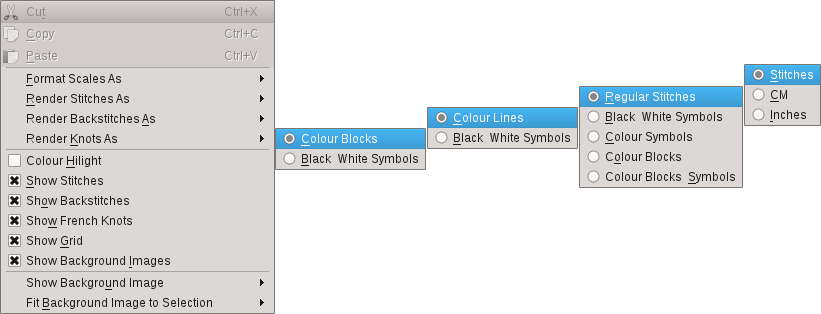 Cut Ctrl+X
Copy Ctrl+C
Paste Ctrl+V
Format Scales As
Render Stitches As
Render Backstitches As
Render Knots As
Colour Hilight
Show Stitches
Show Backstitches
Show French Knots
Show Grid
Show Background Images
Show Background Image
Fit Background Image to Selection
Colour Blocks
Black White Symbols
Colour Lines
Black White Symbols
Regular Stitches
Black White Symbols
Colour Symbols
Colour Blocks
Colour Blocks Symbols
Stitches
CM
Inches